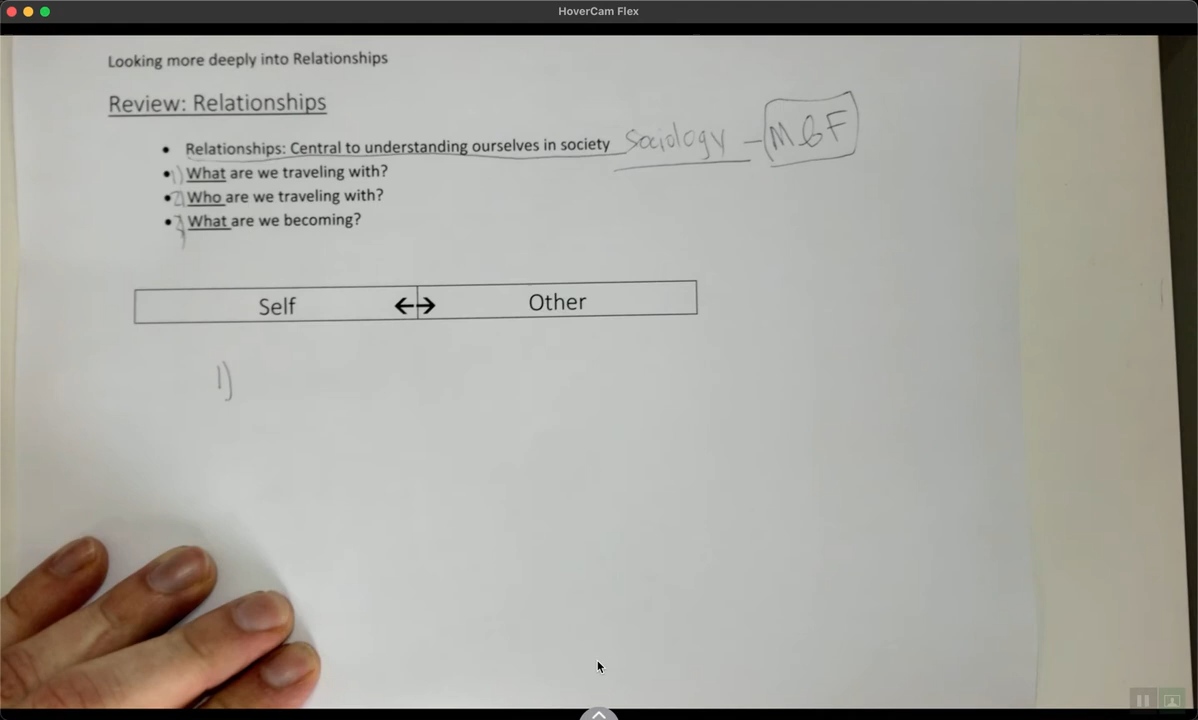 HoverCam Flex
Looking more deeply into Relationships
Review: Relationships
• Relationships: Central to understanding ourselves in society Sociology - M&F
• 1) What are we traveling with?
• 2) Who are we traveling with?
• 3) What are we becoming?
Self ←→ Other
1)